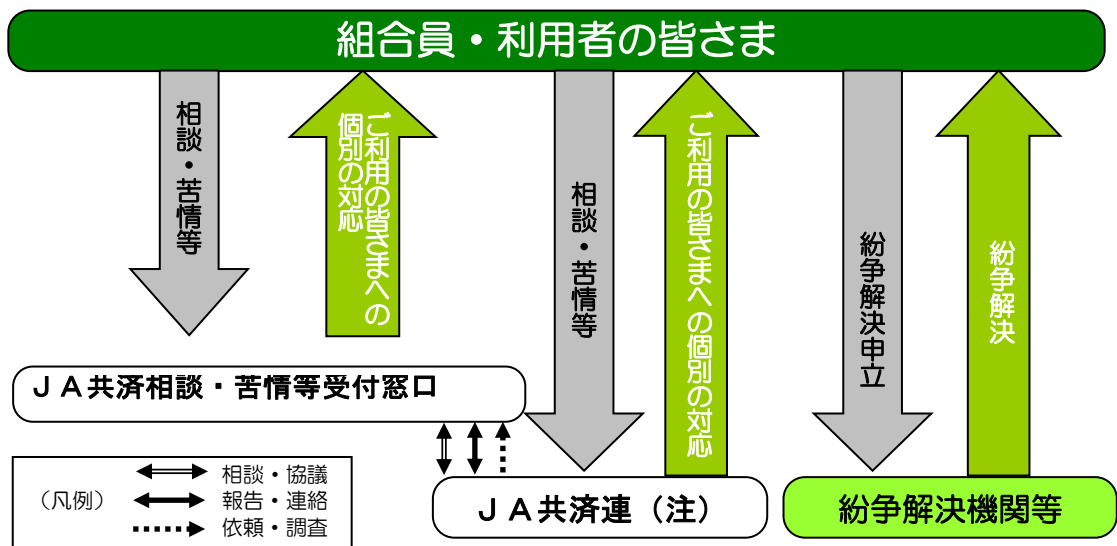 組合員・利用者の皆さま
相談・苦情等
ご利用の皆さまへの
個別の対応
相談・苦情等
ご利用の皆さまへの個別の対応
紛争解決申立
紛争解決
ＪＡ共済相談・苦情等受付窓口
（凡例）
相談・協議
報告・連絡
依頼・調査
ＪＡ共済連（注）
紛争解決機関等